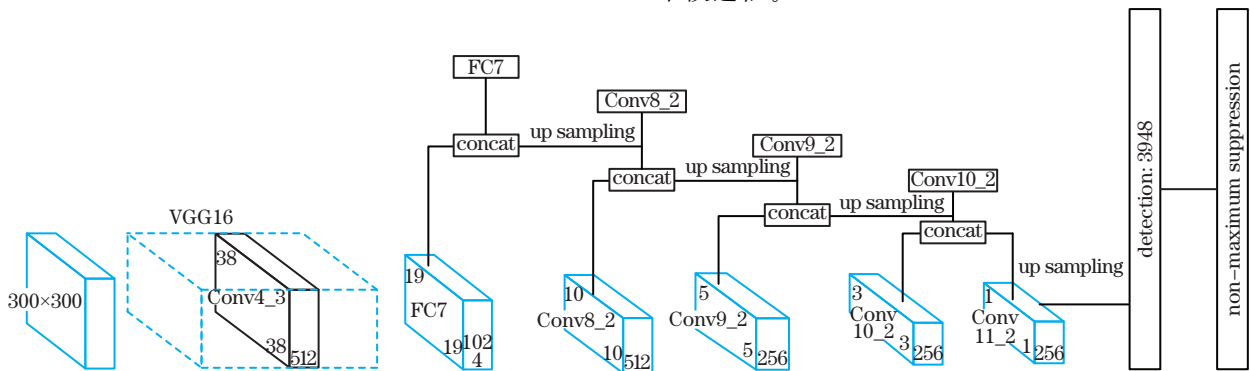 FC7
Conv8_2
concat
up sampling
Conv9_2
concat
up sampling
Conv10_2
concat
up sampling
concat
VGG16
300×300
38
Conv4_3
38
512
19
FC7
19
102
4
10
Conv8_2
10
512
5
Conv9_2
5
256
3
Conv
10_2
3
256
1
Conv
11_2
1
256
up sampling
detection: 3948
non-maximum suppression